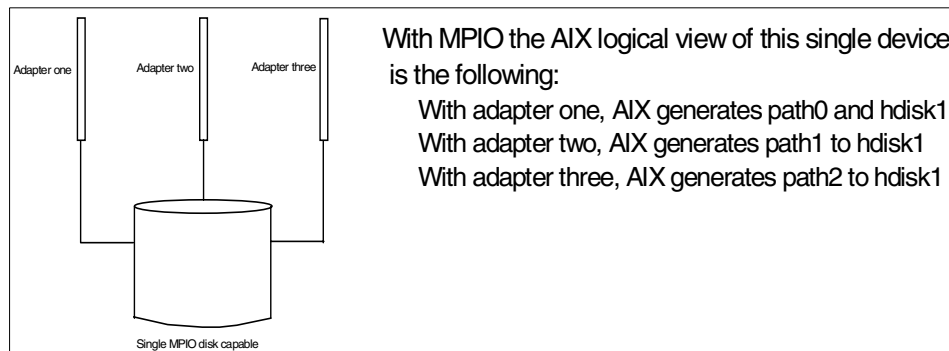 Adapter one
Adapter two
Adapter three
With MPIO the AIX logical view of this single device
is the following:
With adapter one, AIX generates path0 and hdisk1
With adapter two, AIX generates path1 to hdisk1
With adapter three, AIX generates path2 to hdisk1
Single MPIO disk capable